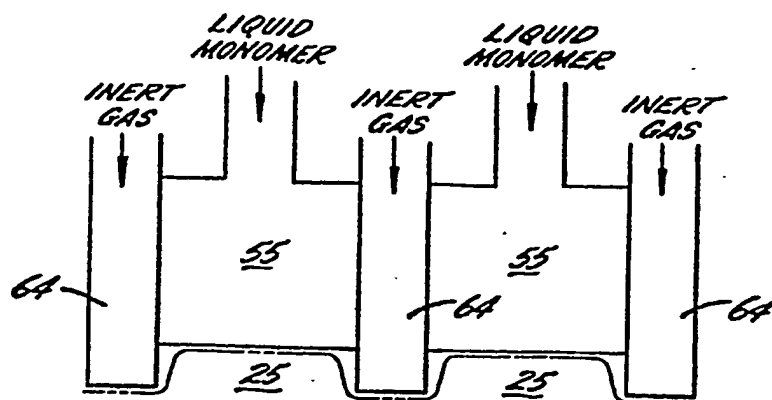 LIQUID
MONOMER
LIQUID
MONOMER
INERT
GAS
INERT
GAS
INERT
GAS
55
55
64
64
64
25
25